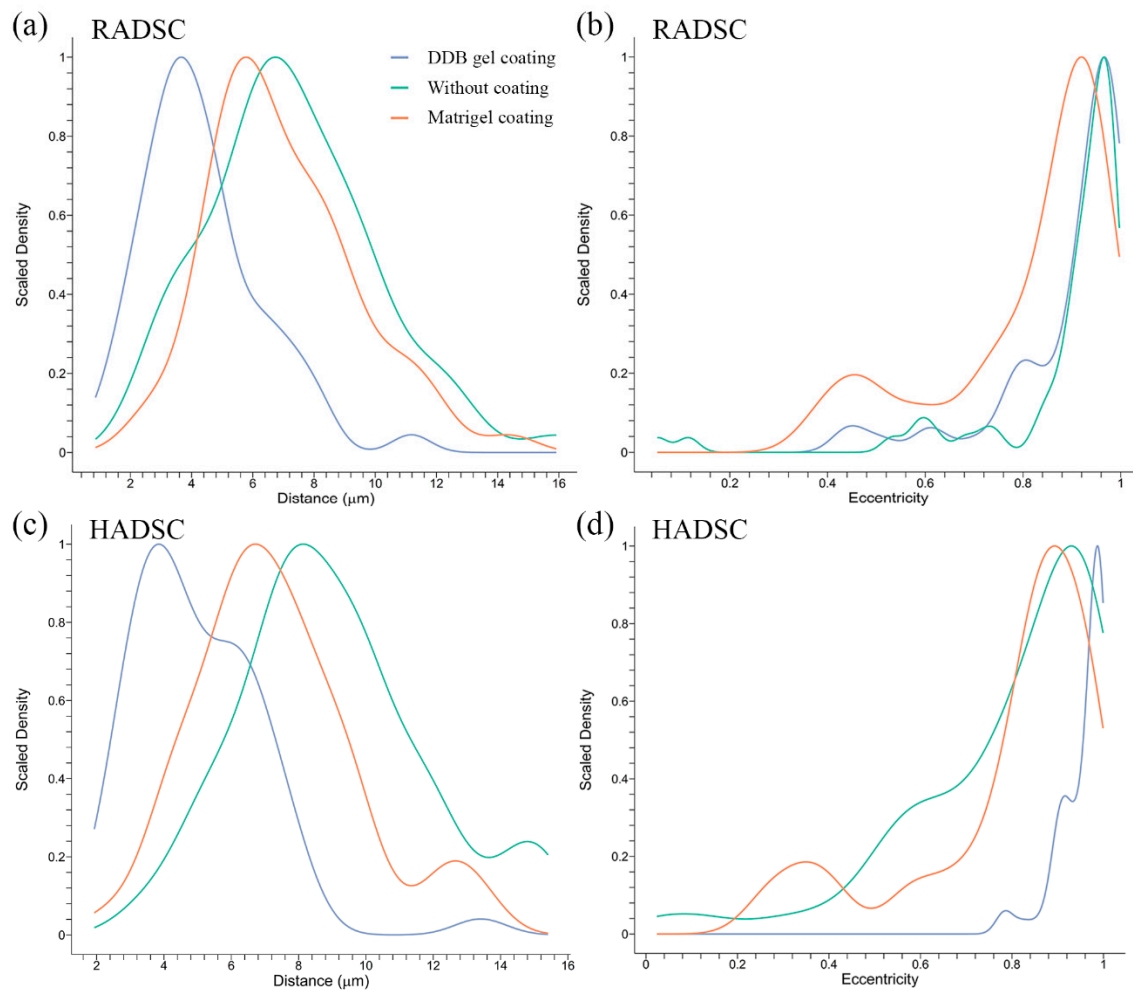 (a) RADSC
DDB gel coating
Without coating
Matrigel coating
1
0.8
0.6
0.4
0.2
0
Scaled Density
2 4 6 8 10 12 14 16
Distance (μm)
(b) RADSC
1
0.8
0.6
0.4
0.2
0
Scaled Density
0.2 0.4 0.6 0.8 1
Eccentricity
(c) HADSC
1
0.8
0.6
0.4
0.2
0
Scaled Density
2 4 6 8 10 12 14 16
Distance (μm)
(d) HADSC
1
0.8
0.6
0.4
0.2
0
Scaled Density
0 0.2 0.4 0.6 0.8 1
Eccentricity